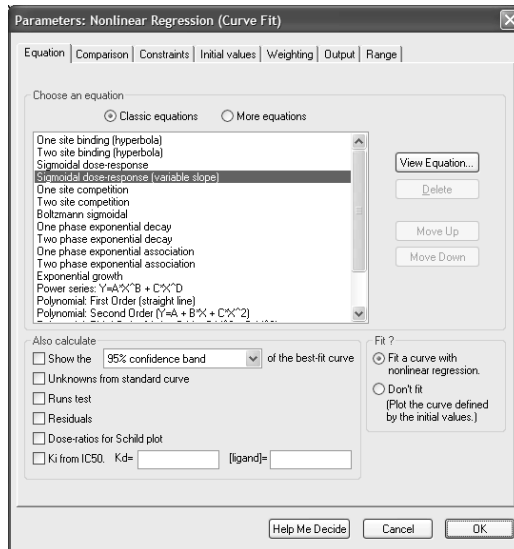 Parameters: Nonlinear Regression (Curve Fit)
Equation Comparison Constraints Initial values Weighting Output Range
Choose an equation
Classic equations More equations
One site binding (hyperbola)
Two site binding (hyperbola)
Sigmoidal dose-response
Sigmoidal dose-response (variable slope)
One site competition
Two site competition
Boltzmann sigmoidal
One phase exponential decay
Two phase exponential decay
One phase exponential association
Two phase exponential association
Exponential growth
Power series: Y=A*X^B + C*X^D
Polynomial: First Order (straight line)
Polynomial: Second Order (Y=A + B*X + C*X^2)
View Equation...
Delete
Move Up
Move Down
Also calculate
Show the 95% confidence band of the best-fit curve
Unknowns from standard curve
Runs test
Residuals
Dose-ratios for Schild plot
Ki from IC50. Kd= [ligand]=
Fit ?
Fit a curve with
nonlinear regression.
Don't fit
(Plot the curve defined
by the initial values.)
Help Me Decide Cancel OK